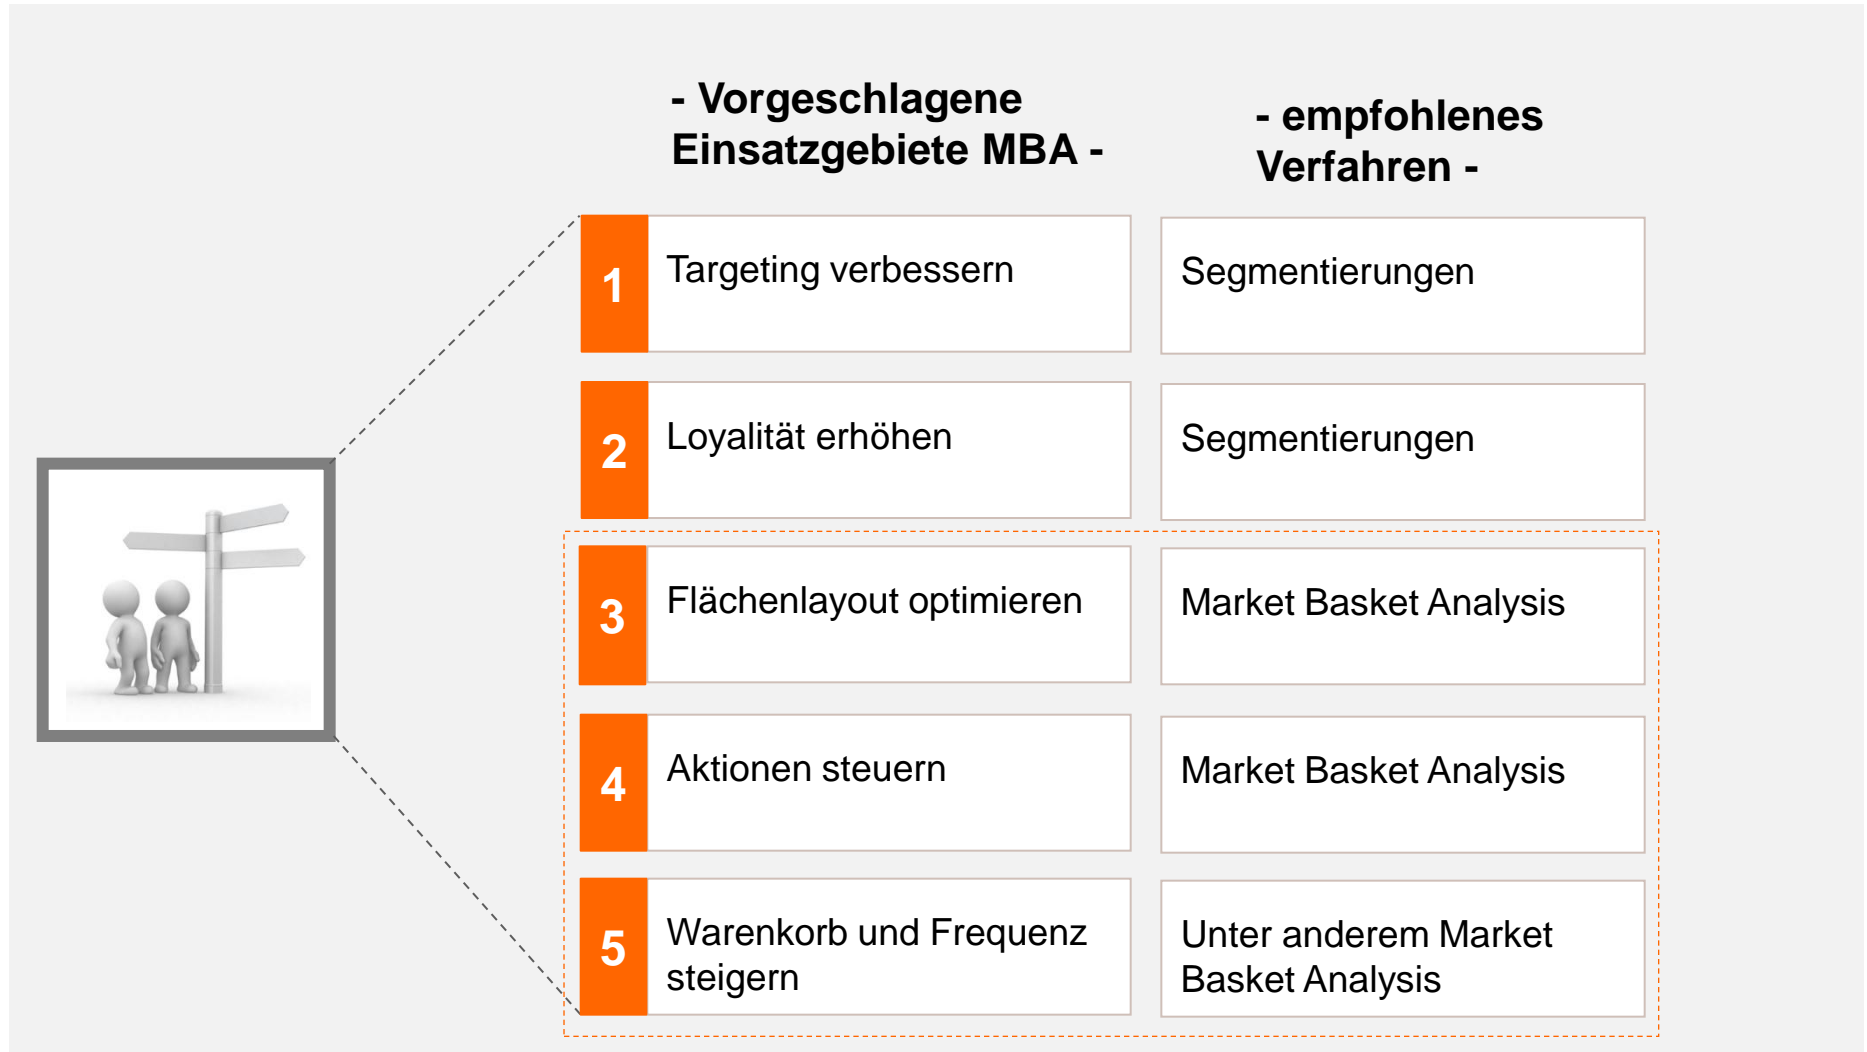 - Vorgeschlagene
Einsatzgebiete MBA -
- empfohlenes
Verfahren -
1
Targeting verbessern
Segmentierungen
2
Loyalität erhöhen
Segmentierungen
3
Flächenlayout optimieren
Market Basket Analysis
4
Aktionen steuern
Market Basket Analysis
5
Warenkorb und Frequenz
steigern
Unter anderem Market
Basket Analysis